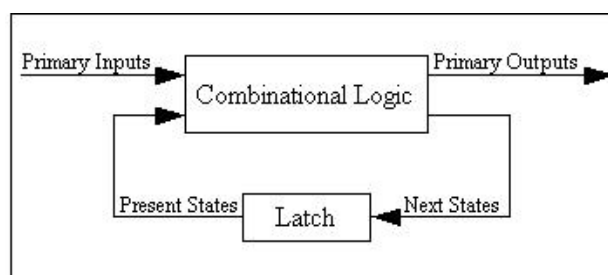 Primary Inputs
Primary Outputs
Combinational Logic
Present States
Latch
Next States